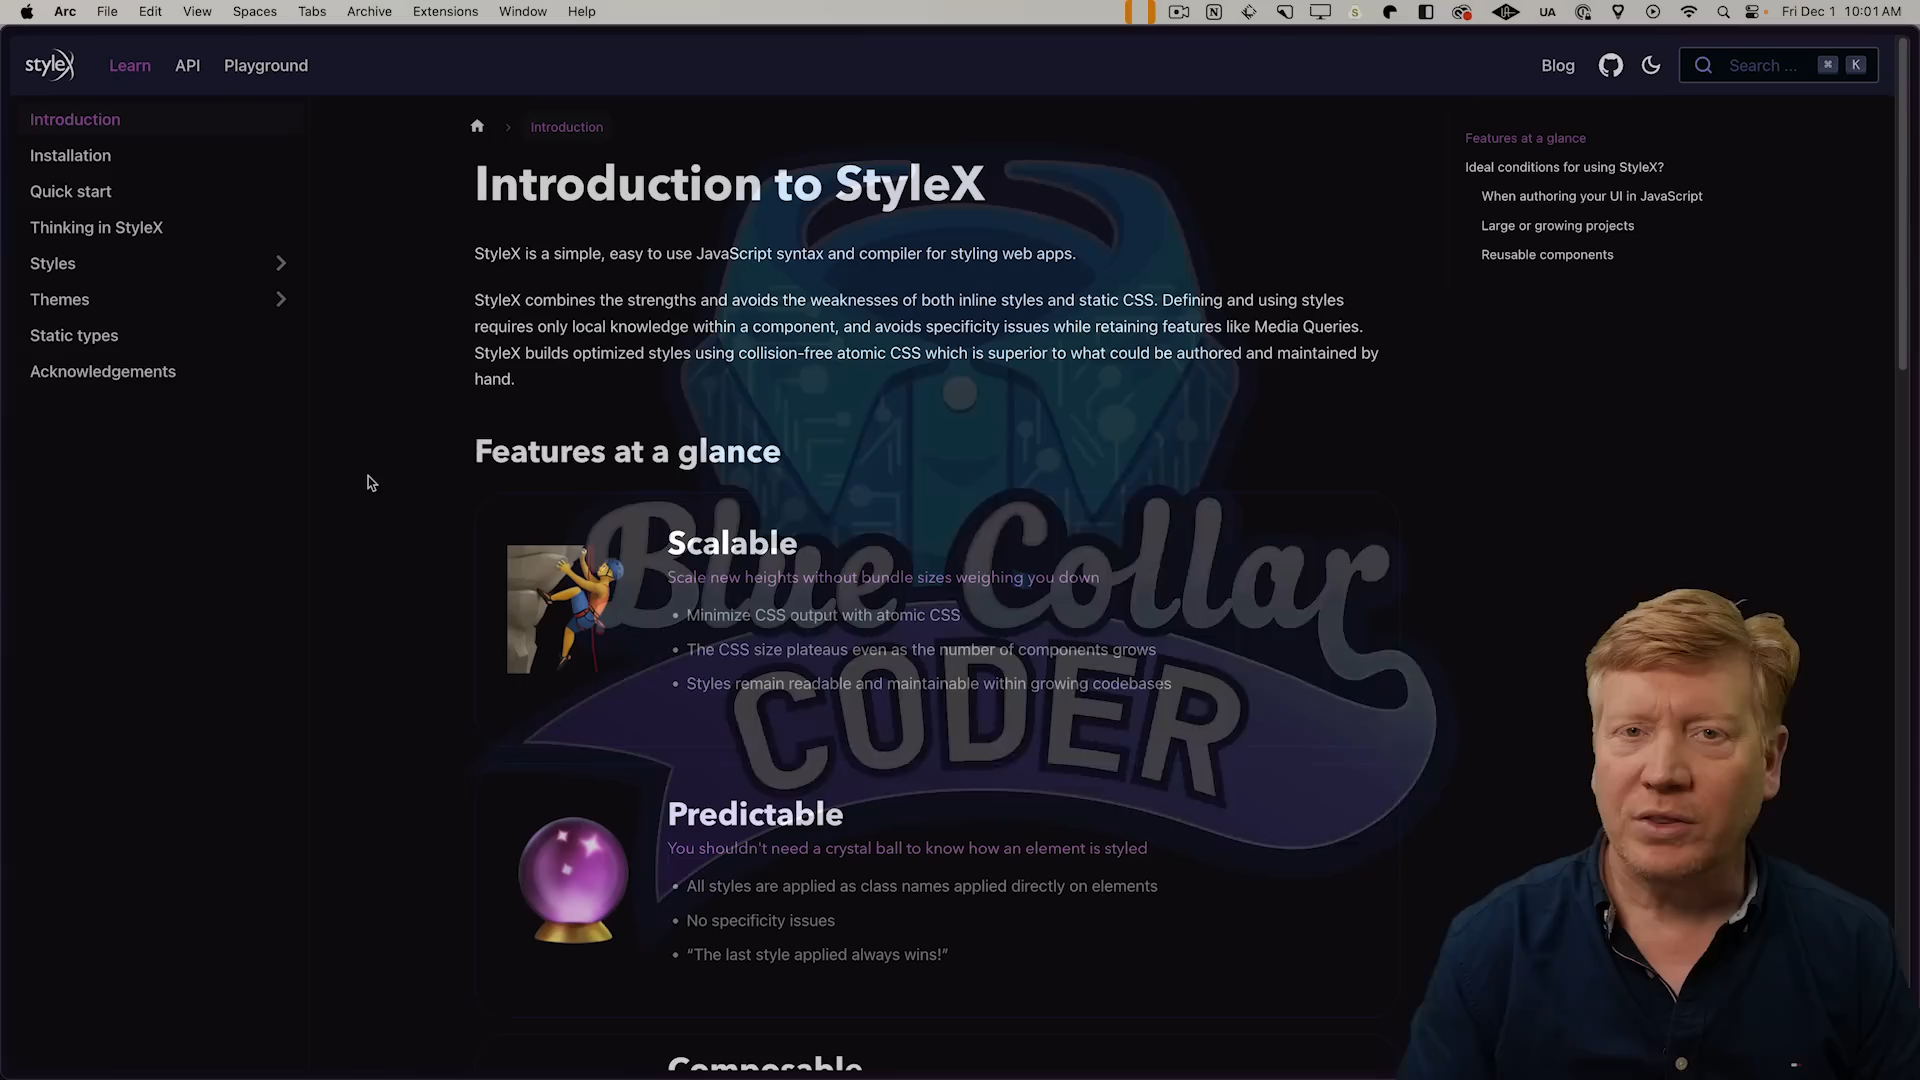 Arc File Edit View Spaces Tabs Archive Extensions Window Help
UA
Fri Dec 1 10:01 AM
stylex Learn API Playground
Blog Search ... ⌘ K
Introduction
Installation
Quick start
Thinking in StyleX
Styles
Themes
Static types
Acknowledgements
Introduction
Introduction to StyleX
StyleX is a simple, easy to use JavaScript syntax and compiler for styling web apps.
StyleX combines the strengths and avoids the weaknesses of both inline styles and static CSS. Defining and using styles
requires only local knowledge within a component, and avoids specificity issues while retaining features like Media Queries.
StyleX builds optimized styles using collision-free atomic CSS which is superior to what could be authored and maintained by
hand.
Features at a glance
Scalable
Scale new heights without bundle sizes weighing you down
• Minimize CSS output with atomic CSS
• The CSS size plateaus even as the number of components grows
• Styles remain readable and maintainable within growing codebases
Predictable
You shouldn't need a crystal ball to know how an element is styled
• All styles are applied as class names applied directly on elements
• No specificity issues
• “The last style applied always wins!”
Composable
Features at a glance
Ideal conditions for using StyleX?
When authoring your UI in JavaScript
Large or growing projects
Reusable components
Blue Collar
CODER